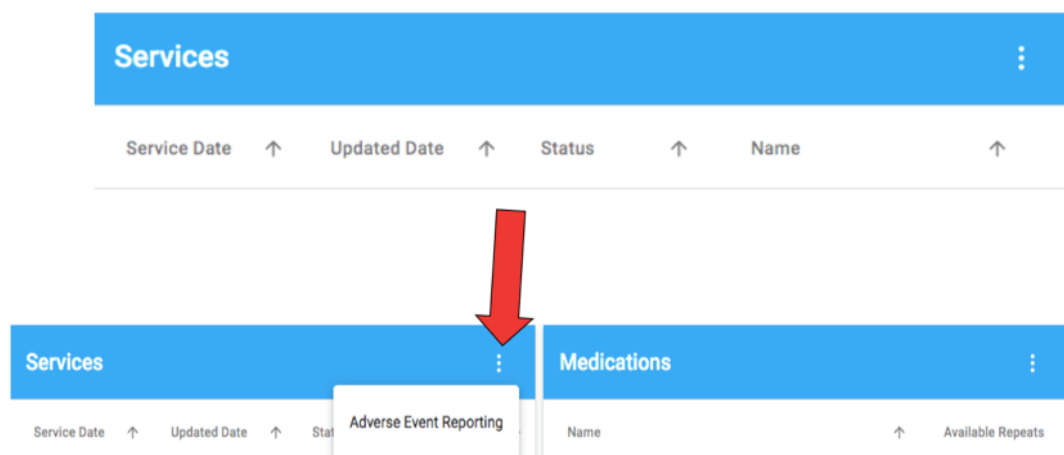 Services
Service Date Updated Date Status Name
Services Medications
Adverse Event Reporting
Service Date Updated Date Stat Name Available Repeats